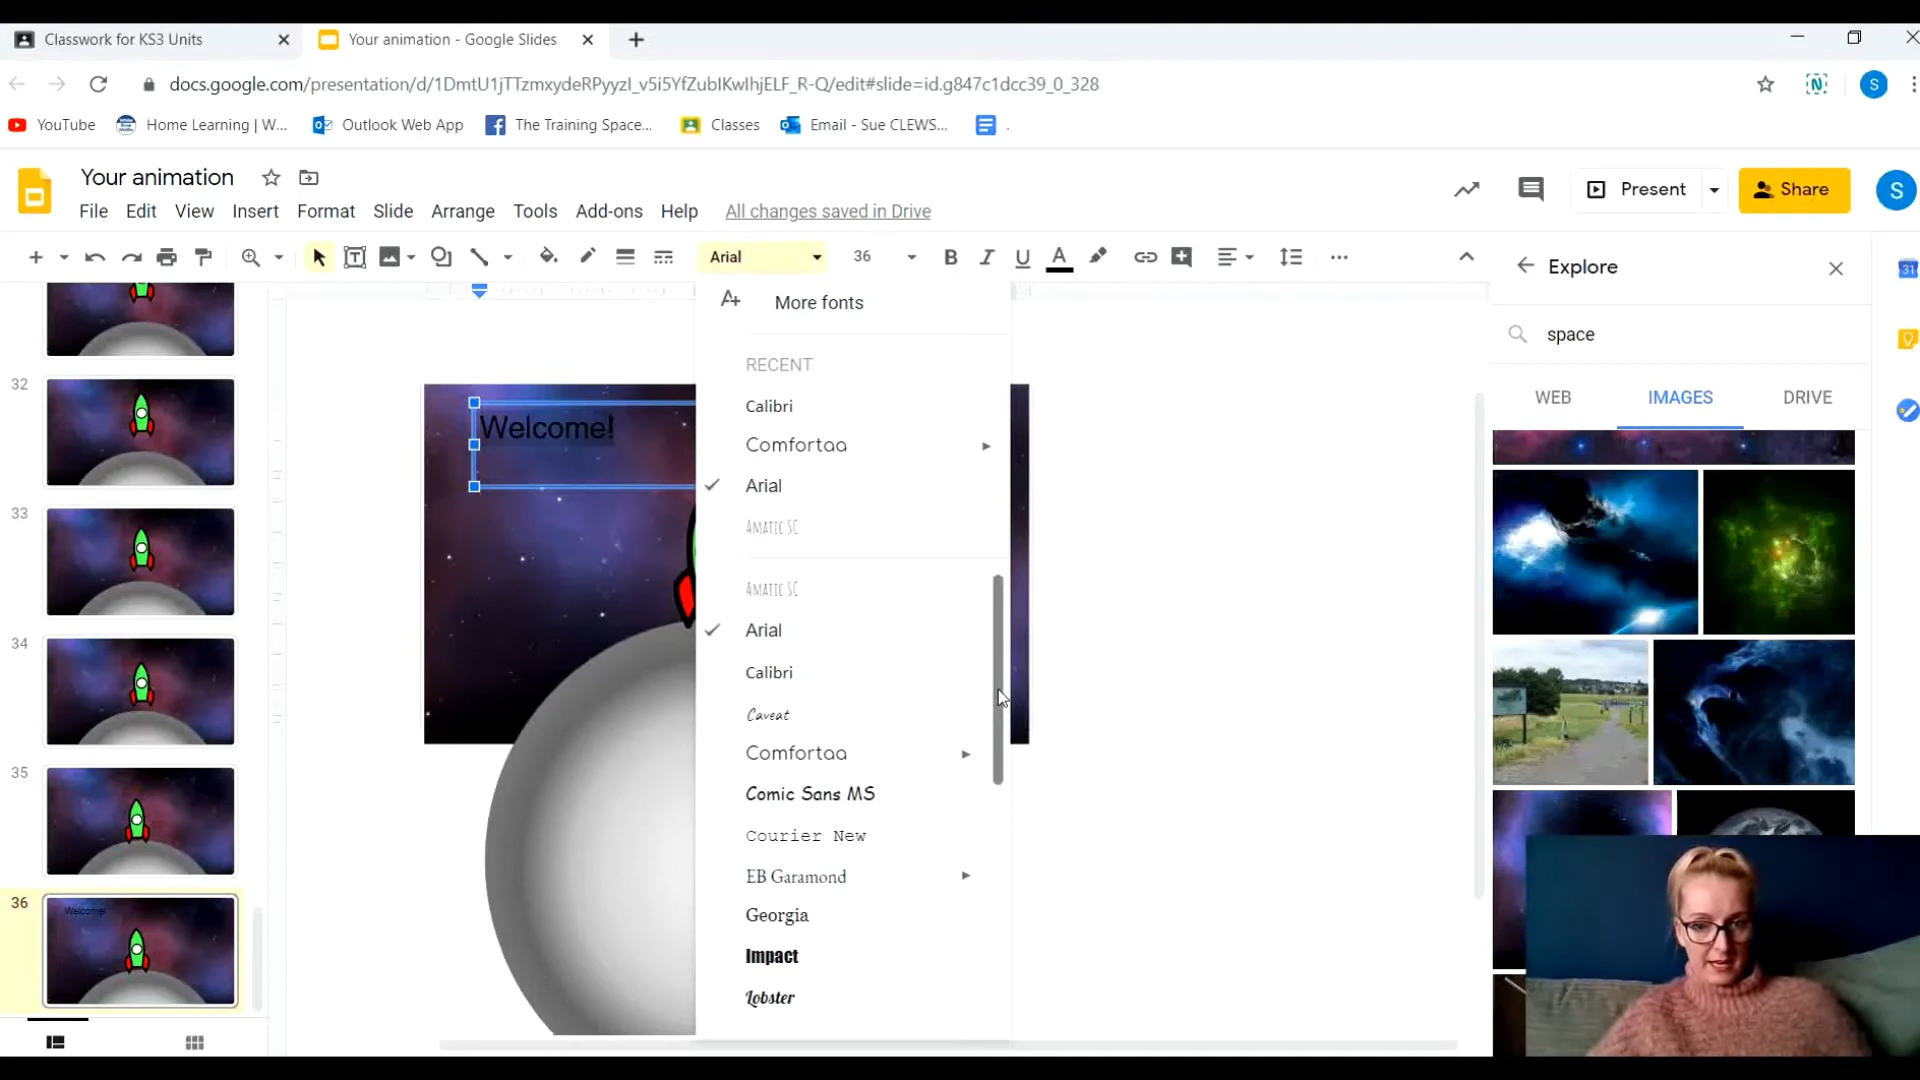 Classwork for KS3 Units
Your animation - Google Slides
docs.google.com/presentation/d/1DmtU1jTTzmxydeRPyyzI_v5i5YfZubIKwIhjELF_R-Q/edit#slide=id.g847c1dcc39_0_328
S
YouTube
Home Learning | W...
Outlook Web App
The Training Space...
Classes
Email - Sue CLEWS...
.
Your animation
Present
Share
S
File Edit View Insert Format Slide Arrange Tools Add-ons Help All changes saved in Drive
Arial 36 B I U A
Explore
31
space
WEB IMAGES DRIVE
More fonts
RECENT
Calibri
Comfortaa
Arial
Amatic SC
Amatic SC
Arial
Calibri
Caveat
Comfortaa
Comic Sans MS
Courier New
EB Garamond
Georgia
Impact
Lobster
Welcome!
32
33
34
35
36
Welcome!